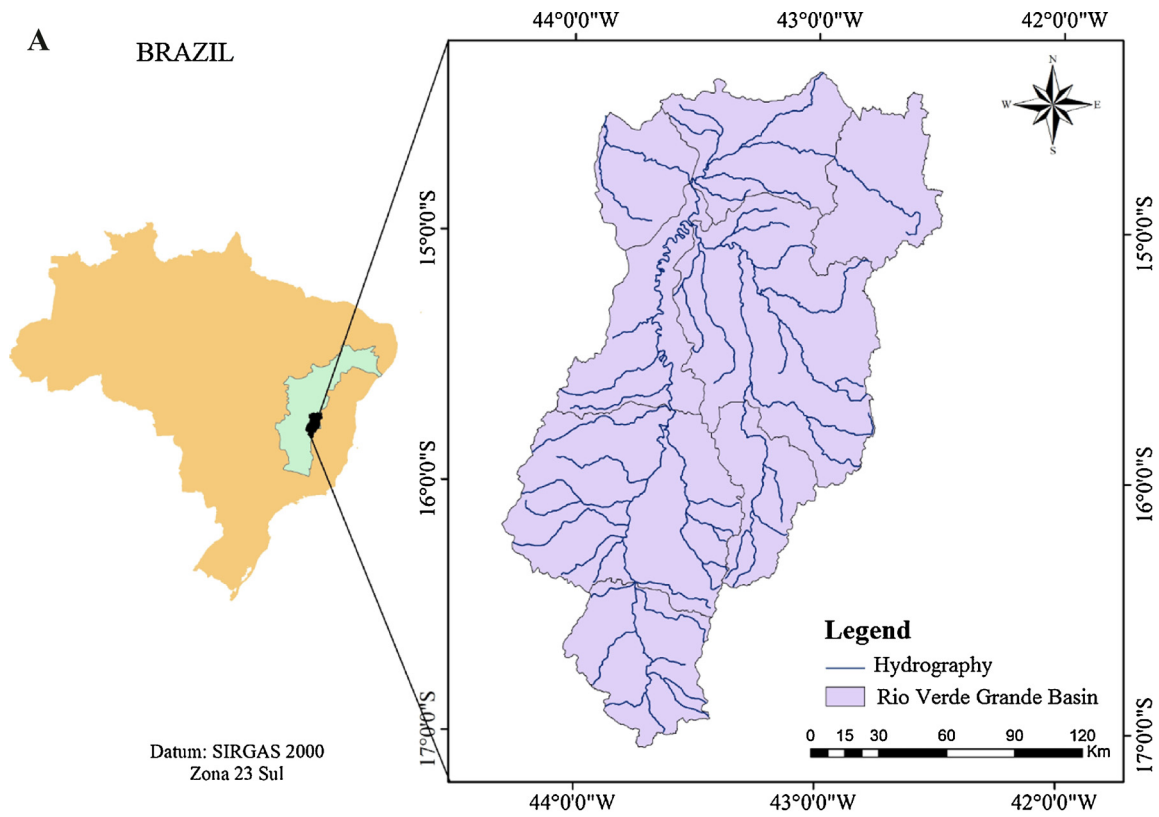 A
BRAZIL
44°0'0"W
43°0'0"W
42°0'0"W
N
W
E
S
15°0'0"S
16°0'0"S
17°0'0"S
15°0'0"S
16°0'0"S
17°0'0"S
Legend
Hydrography
Rio Verde Grande Basin
0 15 30 60 90 120
Km
Datum: SIRGAS 2000
Zona 23 Sul
44°0'0"W
43°0'0"W
42°0'0"W